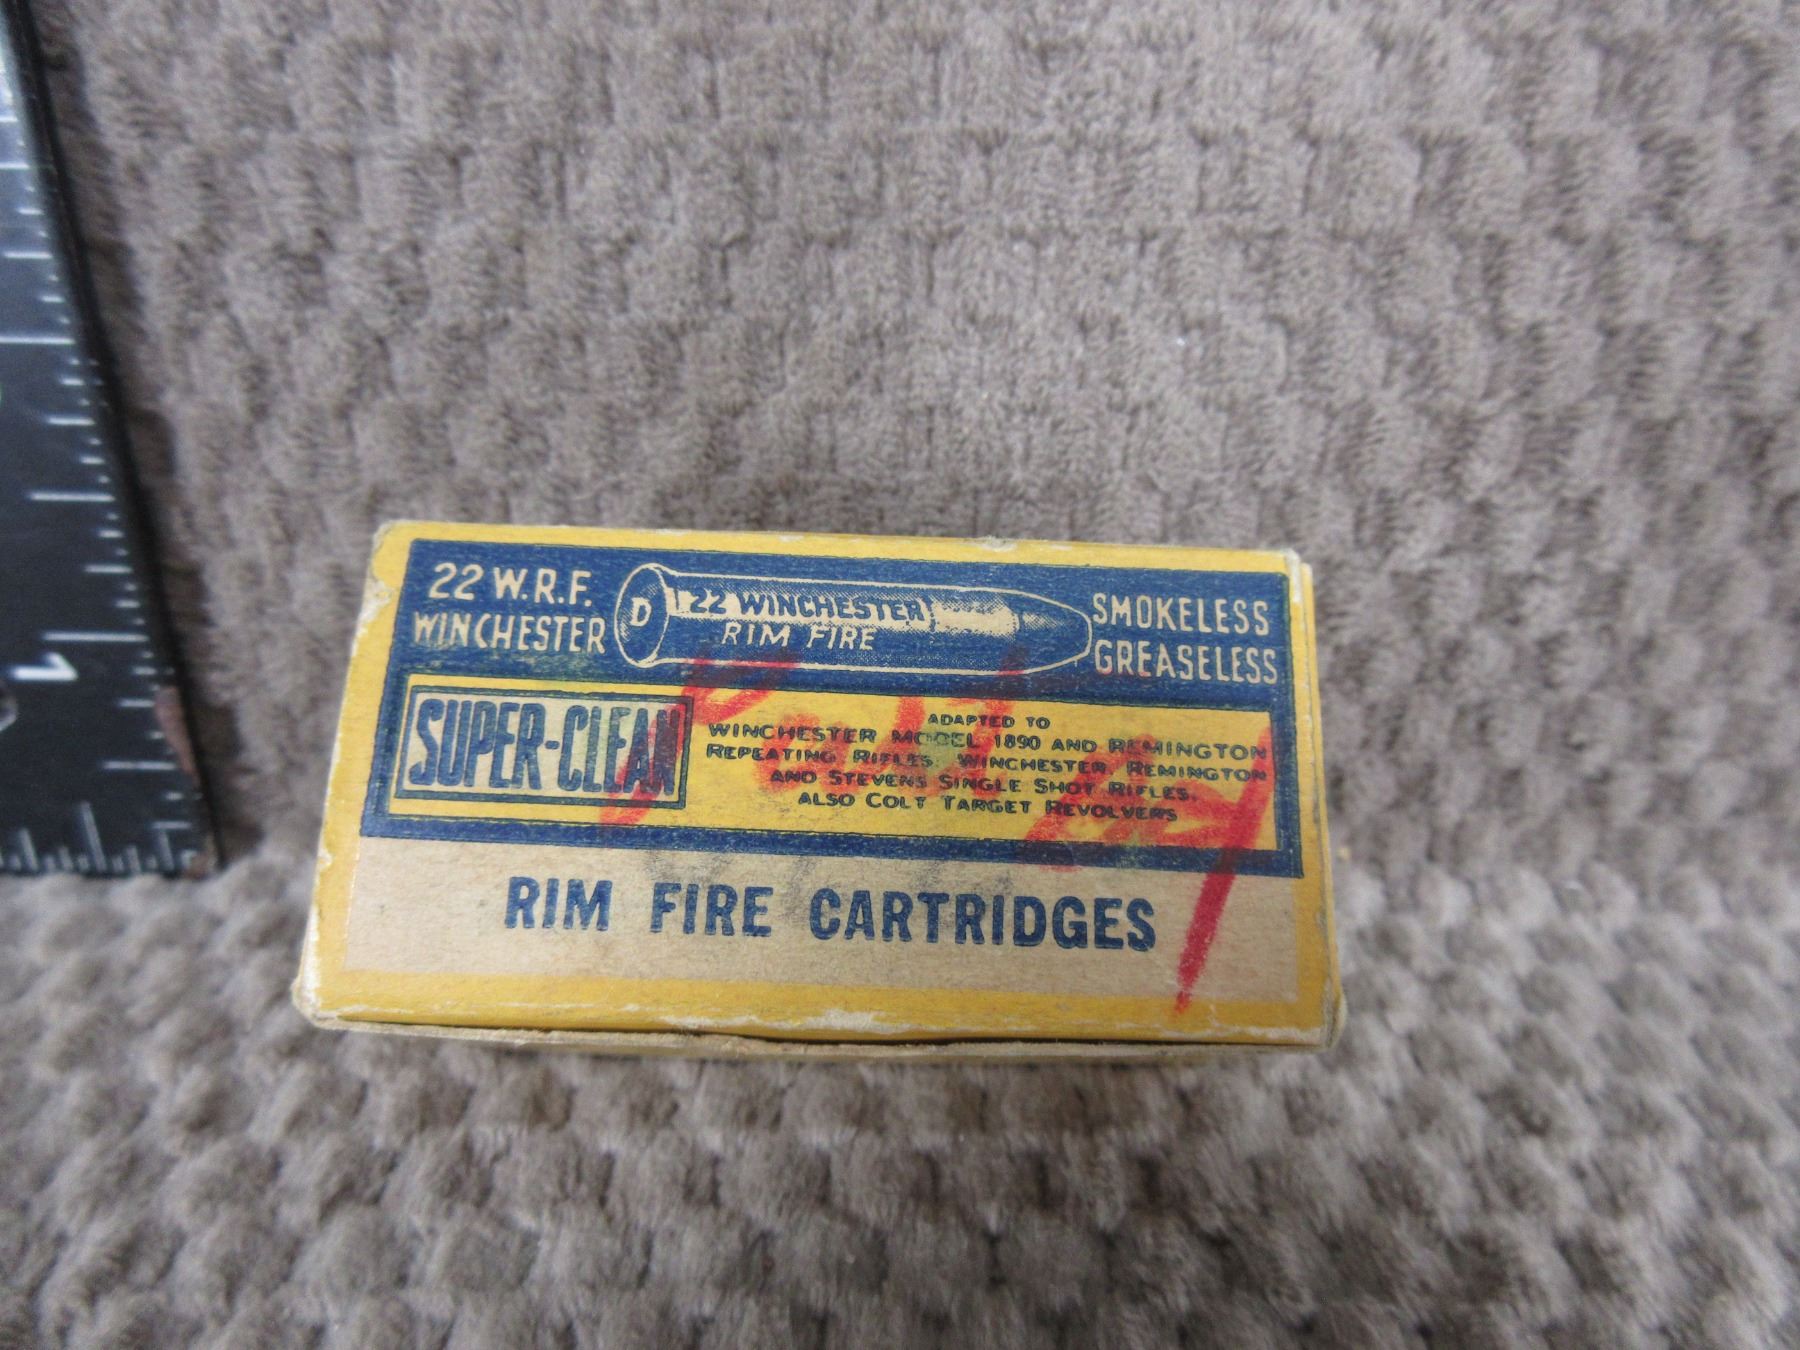 22 W.R.F.
WINCHESTER
D
22 WINCHESTER
RIM FIRE
SMOKELESS
GREASELESS
SUPER-CLEAN
ADAPTED TO
WINCHESTER MODEL 1890 AND REMINGTON
REPEATING RIFLES. WINCHESTER, REMINGTON
AND STEVENS SINGLE SHOT RIFLES,
ALSO COLT TARGET REVOLVERS
RIM FIRE CARTRIDGES
1